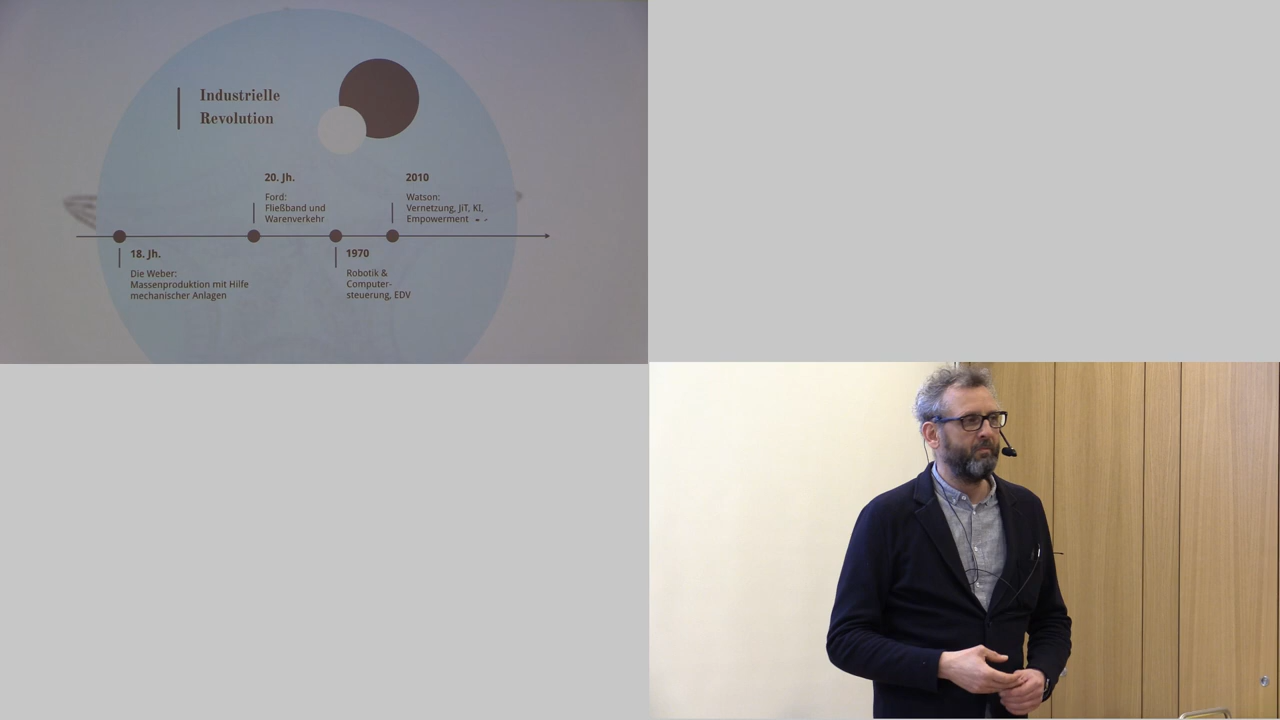 Industrielle
Revolution
20. Jh.
Ford:
Fließband und
Warenverkehr
2010
Watson:
Vernetzung, JiT, KI,
Empowerment
18. Jh.
Die Weber:
Massenproduktion mit Hilfe
mechanischer Anlagen
1970
Robotik &
Computer-
steuerung, EDV